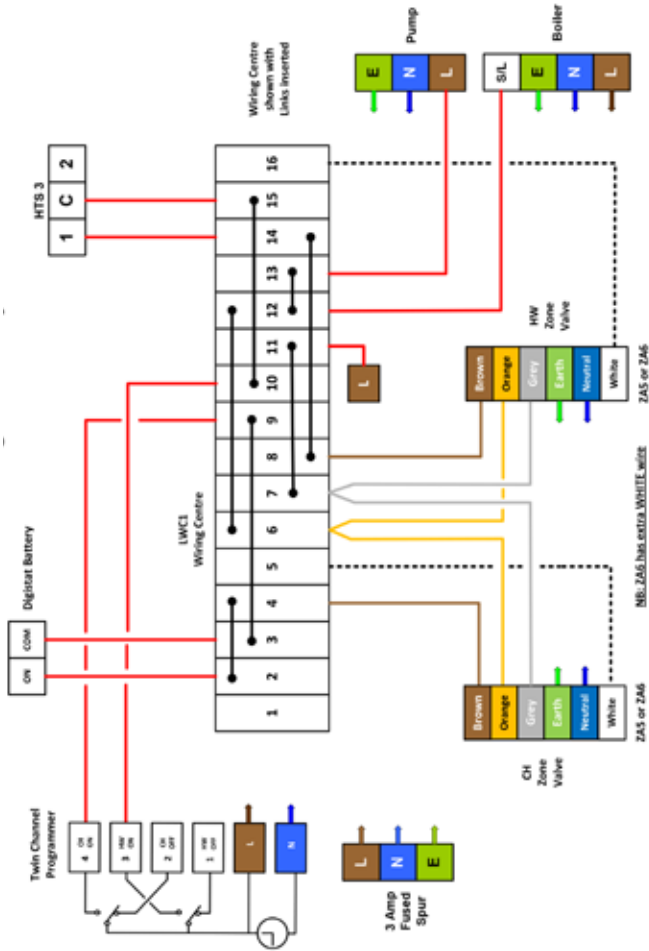 Twin Channel
Programmer
4
CH
ON
3
HW
ON
2
CH
OFF
1
HW
OFF
L
N
3 Amp
Fused
Spur
L
N
E
Digistat Battery
ON
COM
HTS 3
1
C
2
LWC1
Wiring Centre
1
2
3
4
5
6
7
8
9
10
11
12
13
14
15
16
Wiring Centre
shown with
Links inserted
Pump
E
N
L
Boiler
S/L
E
N
L
L
CH
Zone
Valve
Brown
Orange
Grey
Earth
Neutral
White
ZA5 or ZA6
NB: ZA6 has extra WHITE wire
HW
Zone
Valve
Brown
Orange
Grey
Earth
Neutral
White
ZA5 or ZA6